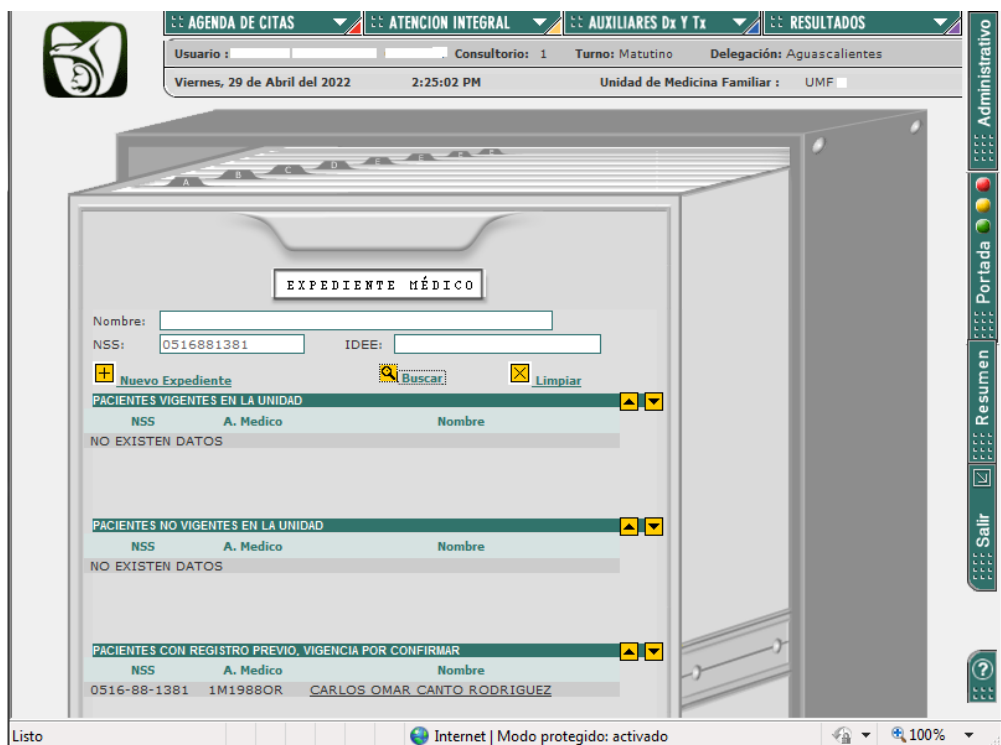 :: AGENDA DE CITAS :: ATENCION INTEGRAL :: AUXILIARES Dx Y Tx :: RESULTADOS
Usuario : Consultorio: 1 Turno: Matutino Delegación: Aguascalientes
Viernes, 29 de Abril del 2022 2:25:02 PM Unidad de Medicina Familiar : UMF
Administrativo
Portada
Resumen
Salir
?
A B C D E E F F
EXPEDIENTE MÉDICO
Nombre:
NSS: 0516881381 IDEE:
Nuevo Expediente Buscar Limpiar
PACIENTES VIGENTES EN LA UNIDAD
NSS A. Medico Nombre
NO EXISTEN DATOS
PACIENTES NO VIGENTES EN LA UNIDAD
NSS A. Medico Nombre
NO EXISTEN DATOS
PACIENTES CON REGISTRO PREVIO, VIGENCIA POR CONFIRMAR
NSS A. Medico Nombre
0516-88-1381 1M1988OR CARLOS OMAR CANTO RODRIGUEZ
Listo Internet | Modo protegido: activado 100%